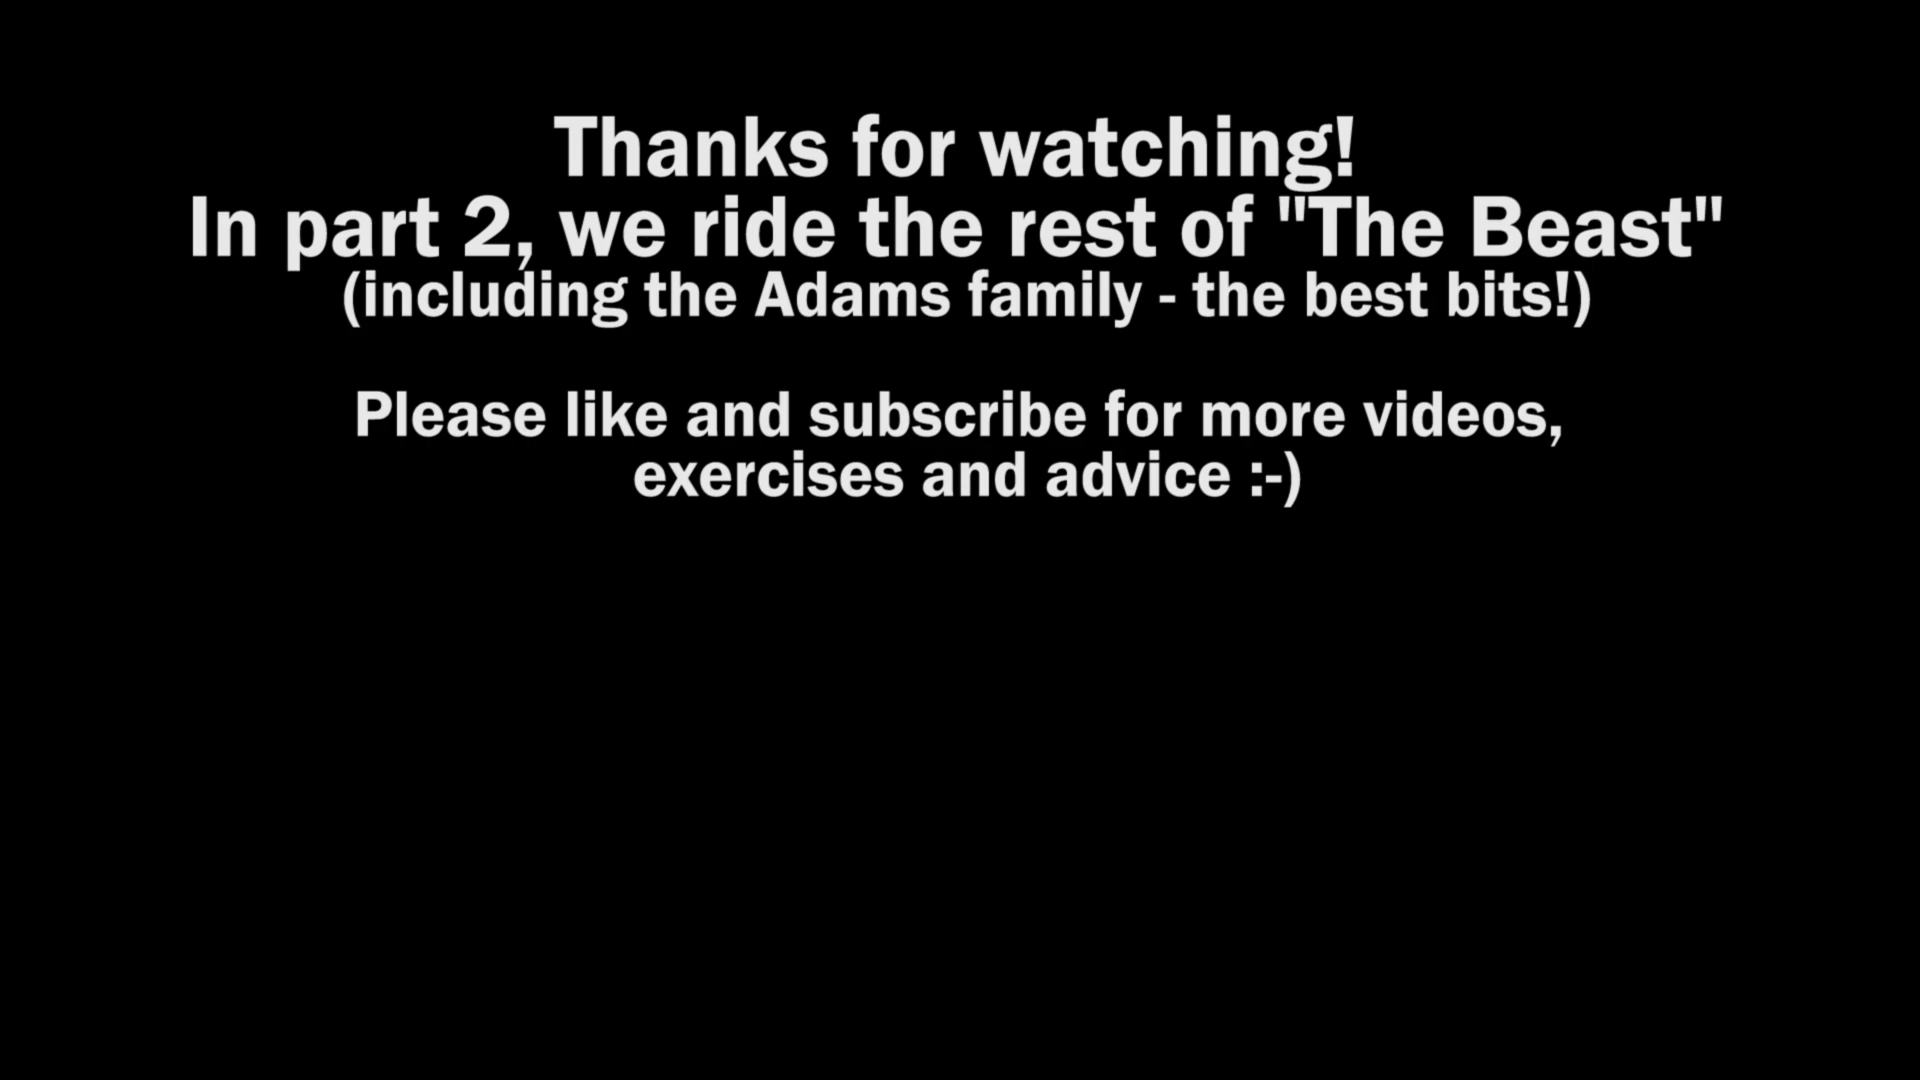 Thanks for watching!
In part 2, we ride the rest of "The Beast"
(including the Adams family - the best bits!)
Please like and subscribe for more videos,
exercises and advice :-)